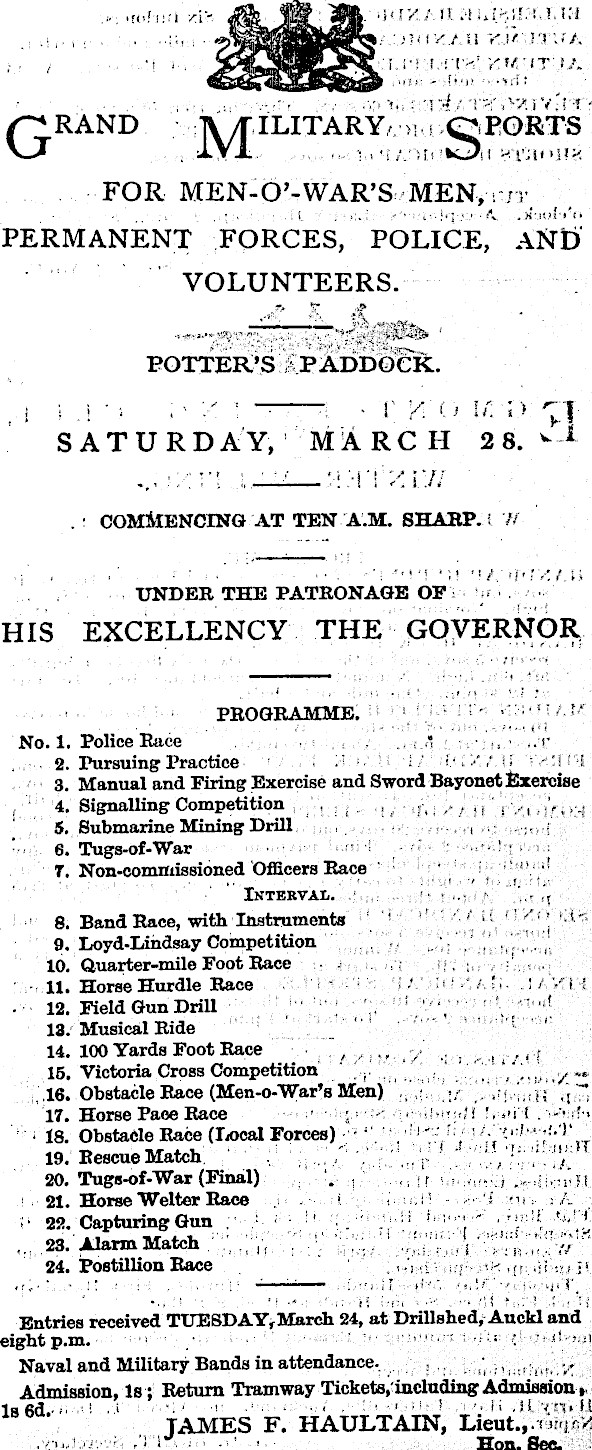 GRAND MILITARY SPORTS
FOR MEN-O'-WAR'S MEN,
PERMANENT FORCES, POLICE, AND
VOLUNTEERS.
POTTER'S PADDOCK.
SATURDAY, MARCH 28.
COMMENCING AT TEN A.M. SHARP.
UNDER THE PATRONAGE OF
HIS EXCELLENCY THE GOVERNOR
PROGRAMME.
No. 1. Police Race
2. Pursuing Practice
3. Manual and Firing Exercise and Sword Bayonet Exercise
4. Signalling Competition
5. Submarine Mining Drill
6. Tugs-of-War
7. Non-commissioned Officers Race
INTERVAL.
8. Band Race, with Instruments
9. Loyd-Lindsay Competition
10. Quarter-mile Foot Race
11. Horse Hurdle Race
12. Field Gun Drill
13. Musical Ride
14. 100 Yards Foot Race
15. Victoria Cross Competition
16. Obstacle Race (Men-o-War's Men)
17. Horse Pace Race
18. Obstacle Race (Local Forces)
19. Rescue Match
20. Tugs-of-War (Final)
21. Horse Welter Race
22. Capturing Gun
23. Alarm Match
24. Postillion Race
Entries received TUESDAY, March 24, at Drillshed, Auckl and
eight p.m.
Naval and Military Bands in attendance.
Admission, 1s; Return Tramway Tickets, including Admission,
1s 6d.
JAMES F. HAULTAIN, Lieut.,
Hon. Sec.